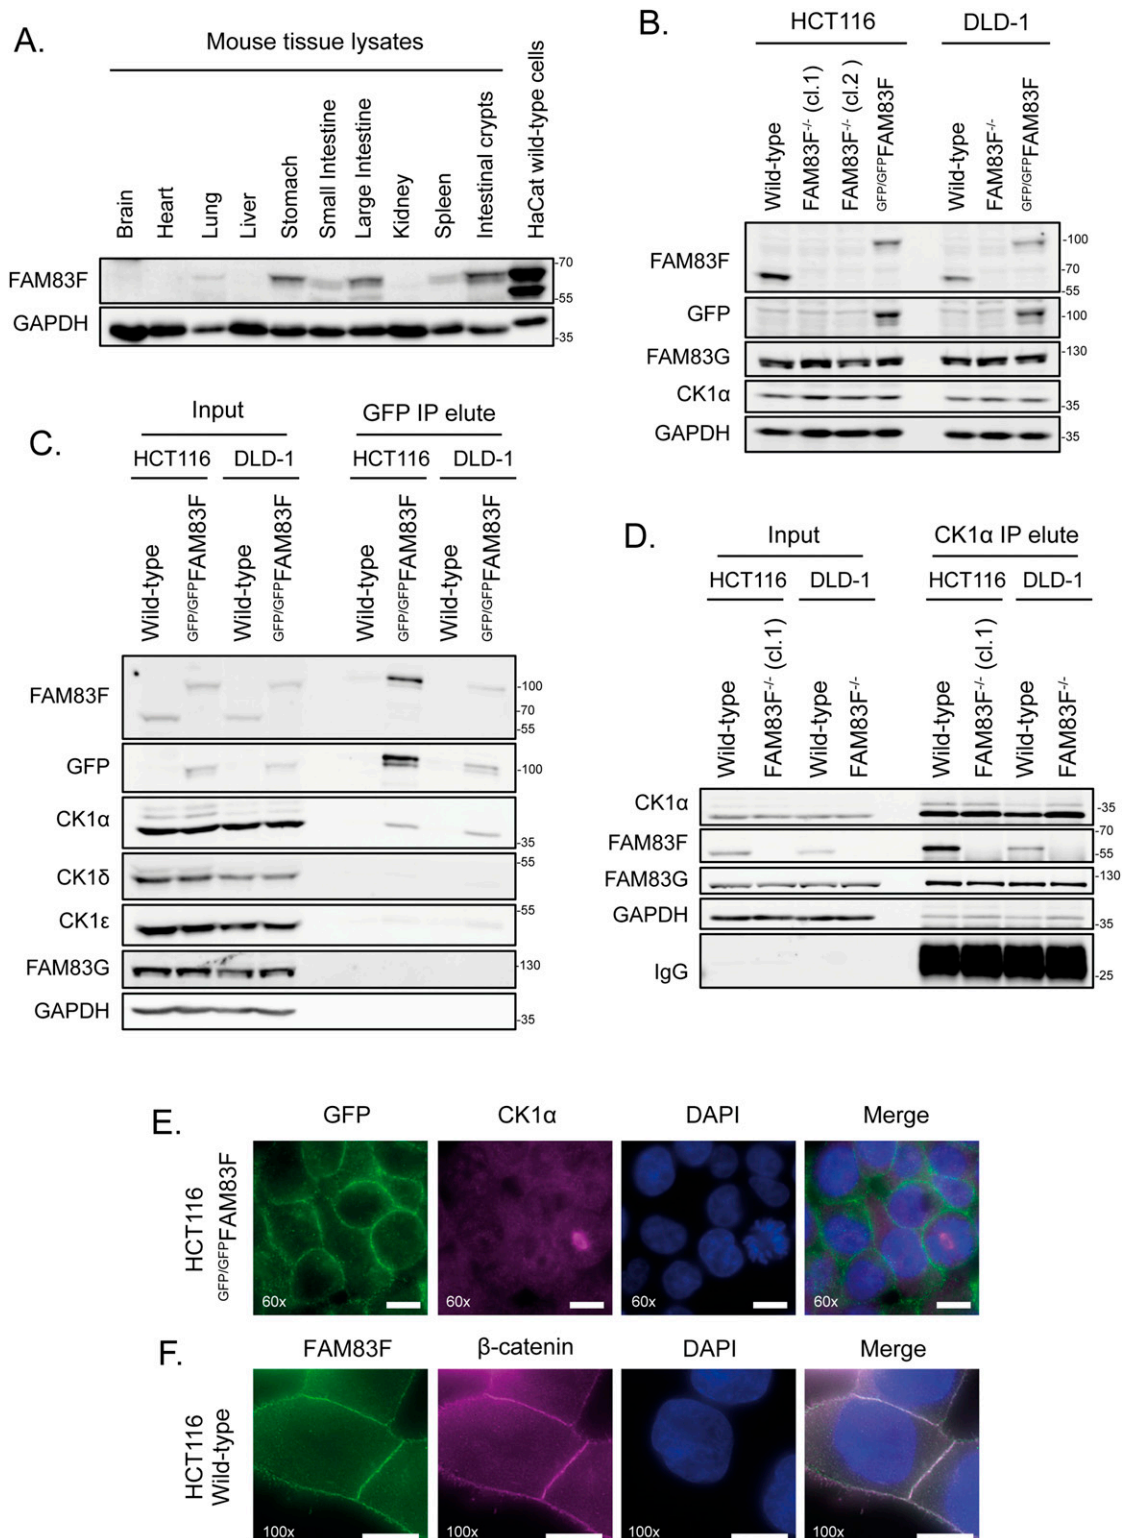 A.
Mouse tissue lysates
Brain
Heart
Lung
Liver
Stomach
Small Intestine
Large Intestine
Kidney
Spleen
Intestinal crypts
HaCat wild-type cells
FAM83F
-70
-55
GAPDH
-35
B.
HCT116
DLD-1
Wild-type
FAM83F-/- (cl.1)
FAM83F-/- (cl.2 )
GFP/GFPFAM83F
Wild-type
FAM83F-/-
GFP/GFPFAM83F
FAM83F
-100
-70
-55
GFP
-100
FAM83G
-130
CK1α
-35
GAPDH
-35
C.
Input
GFP IP elute
HCT116
DLD-1
HCT116
DLD-1
Wild-type
GFP/GFPFAM83F
Wild-type
GFP/GFPFAM83F
Wild-type
GFP/GFPFAM83F
Wild-type
GFP/GFPFAM83F
FAM83F
-100
-70
-55
GFP
-100
CK1α
-35
CK1δ
-55
CK1ε
-55
FAM83G
-130
GAPDH
-35
D.
Input
CK1α IP elute
HCT116
DLD-1
HCT116
DLD-1
Wild-type
FAM83F-/- (cl.1)
Wild-type
FAM83F-/-
Wild-type
FAM83F-/- (cl.1)
Wild-type
FAM83F-/-
CK1α
-35
FAM83F
-70
-55
FAM83G
-130
GAPDH
-35
IgG
-25
E.
GFP
CK1α
DAPI
Merge
HCT116
GFP/GFPFAM83F
60x
60x
60x
60x
F.
FAM83F
β-catenin
DAPI
Merge
HCT116
Wild-type
100x
100x
100x
100x